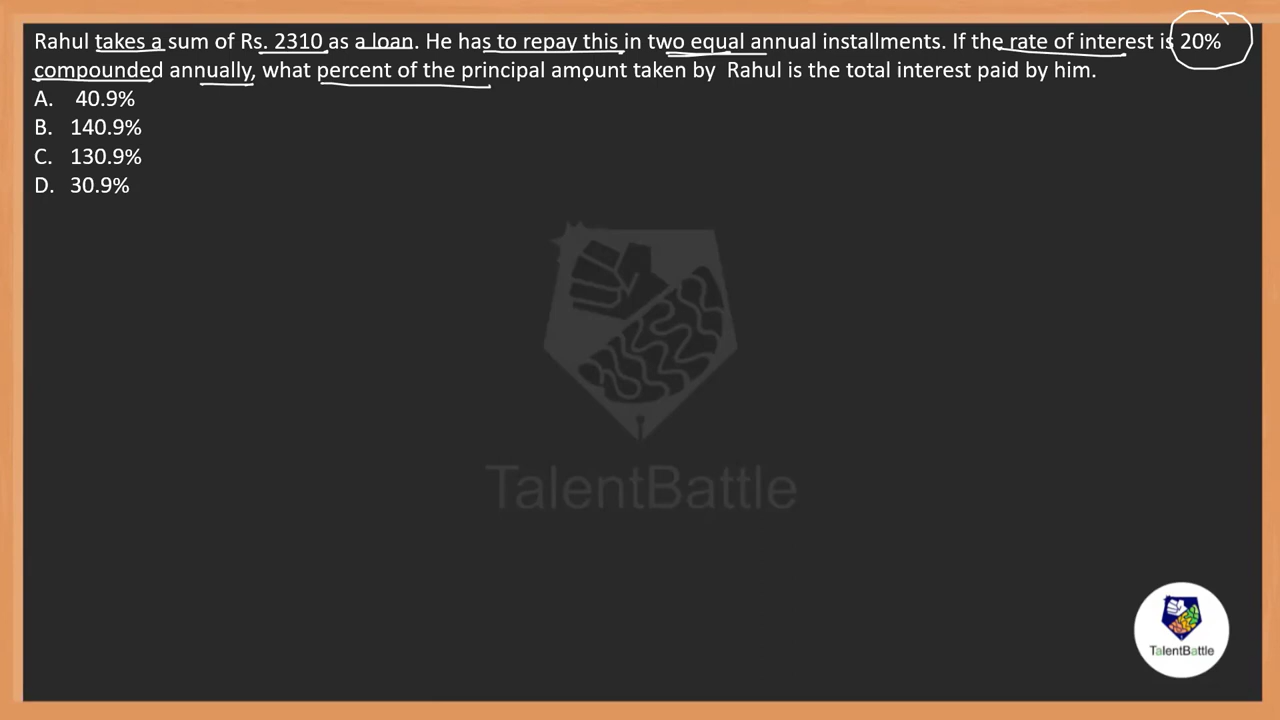 Rahul takes a sum of Rs. 2310 as a loan. He has to repay this in two equal annual installments. If the rate of interest is 20%
compounded annually, what percent of the principal amount taken by Rahul is the total interest paid by him.
A. 40.9%
B. 140.9%
C. 130.9%
D. 30.9%
TalentBattle
TalentBattle